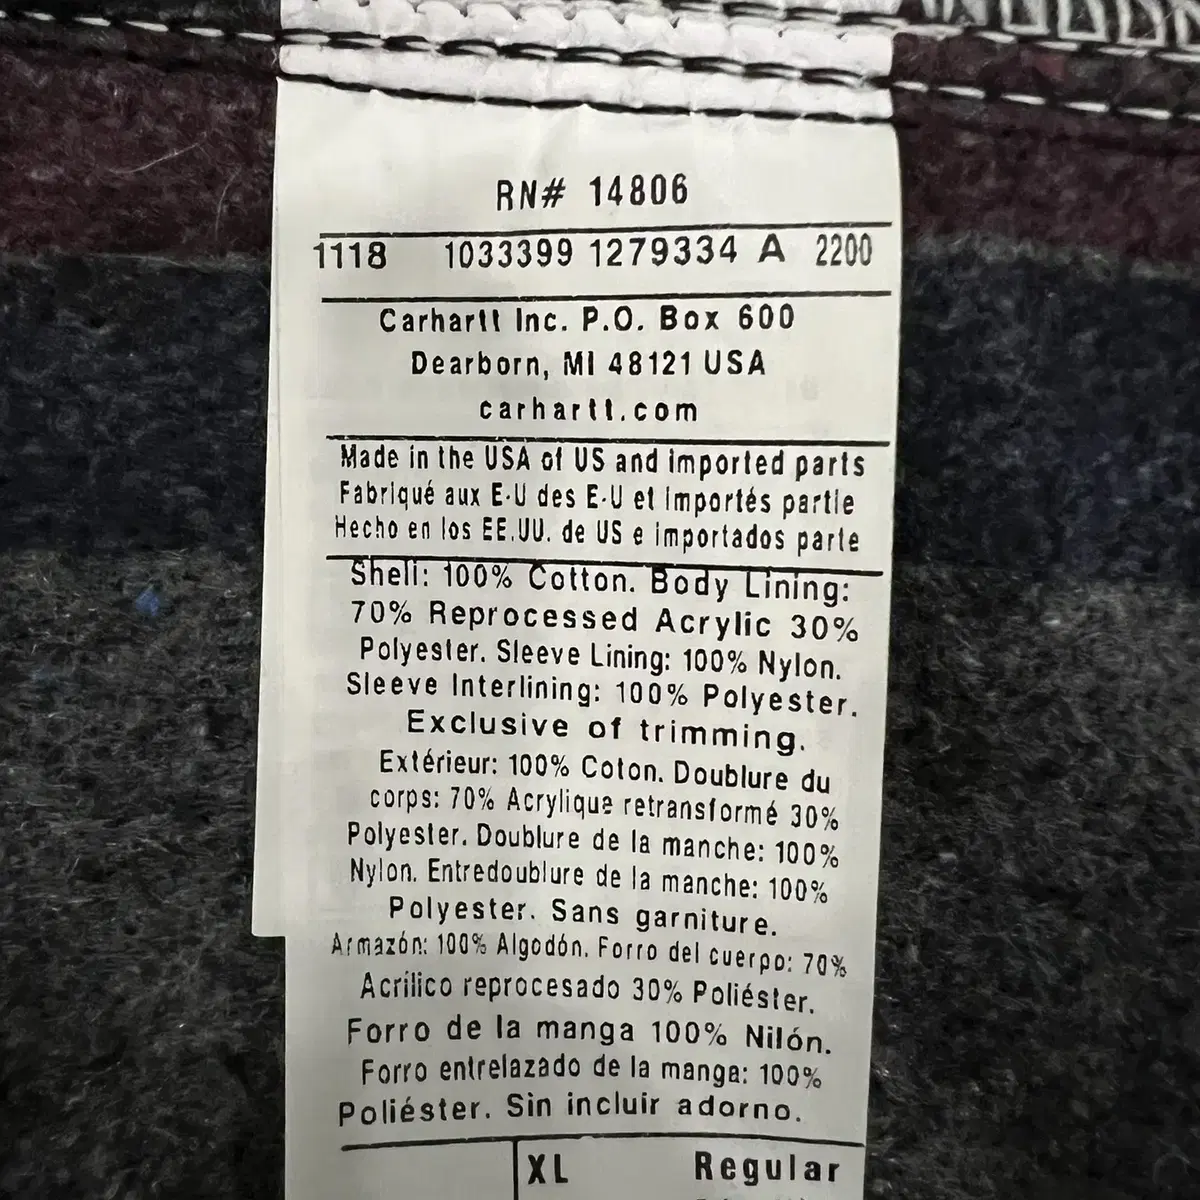 RN# 14806
1118 1033399 1279334 A 2200
Carhartt Inc. P.O. Box 600
Dearborn, MI 48121 USA
carhartt.com
Made in the USA of US and imported parts
Fabriqué aux E-U des E-U et importés partie
Hecho en los EE.UU. de US e importados parte
Shell: 100% Cotton. Body Lining:
70% Reprocessed Acrylic 30%
Polyester. Sleeve Lining: 100% Nylon.
Sleeve Interlining: 100% Polyester.
Exclusive of trimming.
Extérieur: 100% Coton. Doublure du
corps: 70% Acrylique retransformé 30%
Polyester. Doublure de la manche: 100%
Nylon. Entredoublure de la manche: 100%
Polyester. Sans garniture.
Armazón: 100% Algodón. Forro del cuerpo: 70%
Acrílico reprocesado 30% Poliéster.
Forro de la manga 100% Nilón.
Forro entrelazado de la manga: 100%
Poliéster. Sin incluir adorno.
XL Regular